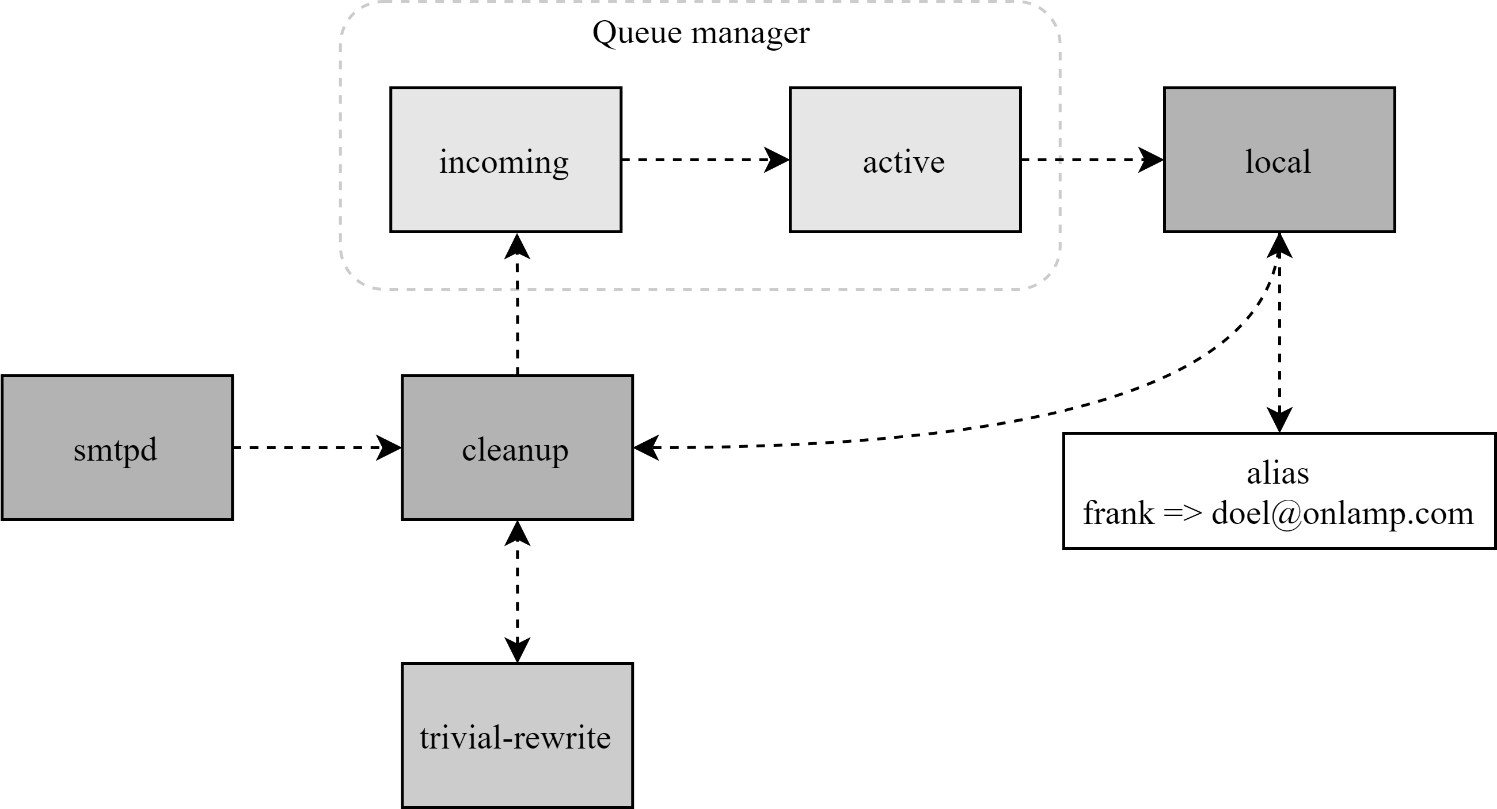 Queue manager
incoming
active
local
smtpd
cleanup
alias
frank => doel@onlamp.com
trivial-rewrite